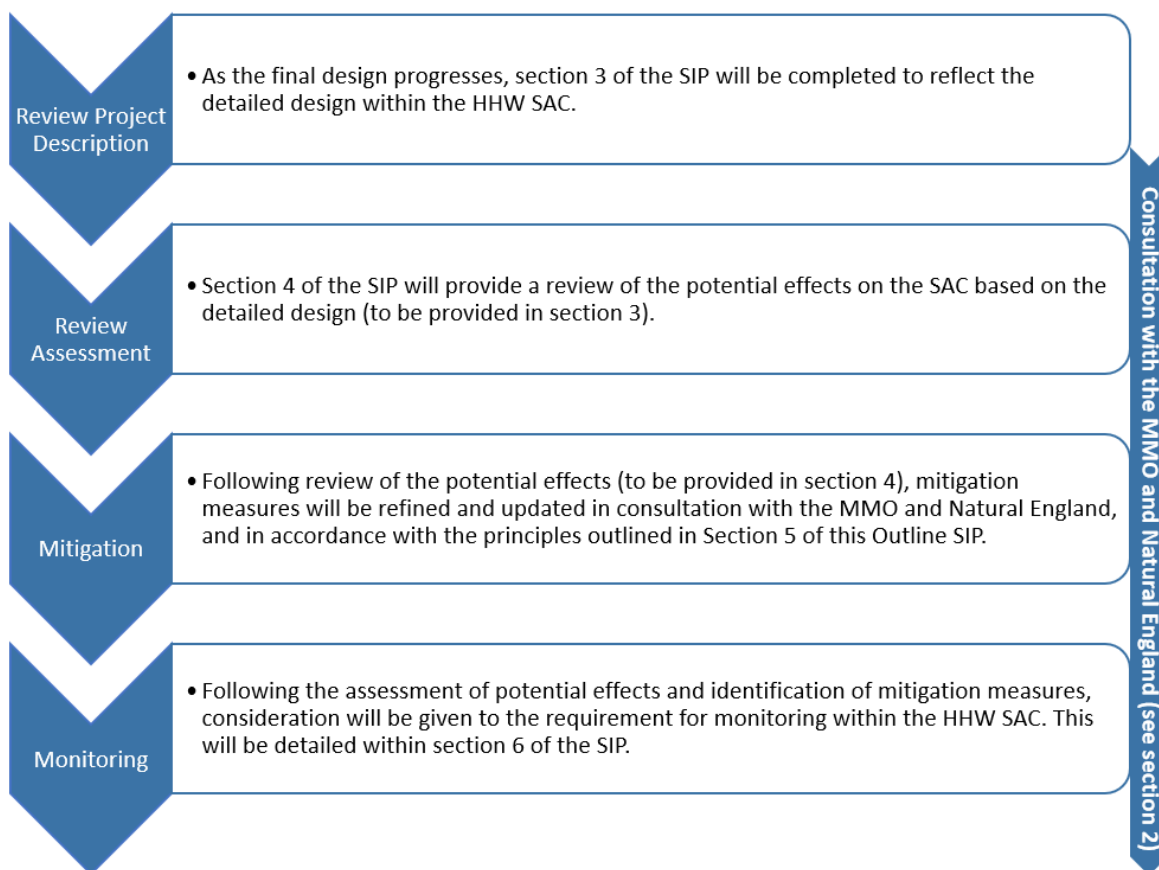 Review Project
Description
• As the final design progresses, section 3 of the SIP will be completed to reflect the
detailed design within the HHW SAC.
Review
Assessment
• Section 4 of the SIP will provide a review of the potential effects on the SAC based on the
detailed design (to be provided in section 3).
Mitigation
• Following review of the potential effects (to be provided in section 4), mitigation
measures will be refined and updated in consultation with the MMO and Natural England,
and in accordance with the principles outlined in Section 5 of this Outline SIP.
Monitoring
• Following the assessment of potential effects and identification of mitigation measures,
consideration will be given to the requirement for monitoring within the HHW SAC. This
will be detailed within section 6 of the SIP.
Consultation with the MMO and Natural England (see section 2)